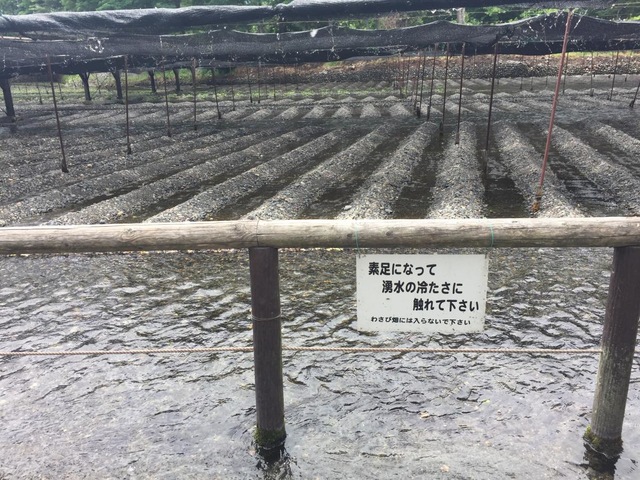 素足になって
湧水の冷たさに
触れて下さい
わさび畑には入らないで下さい